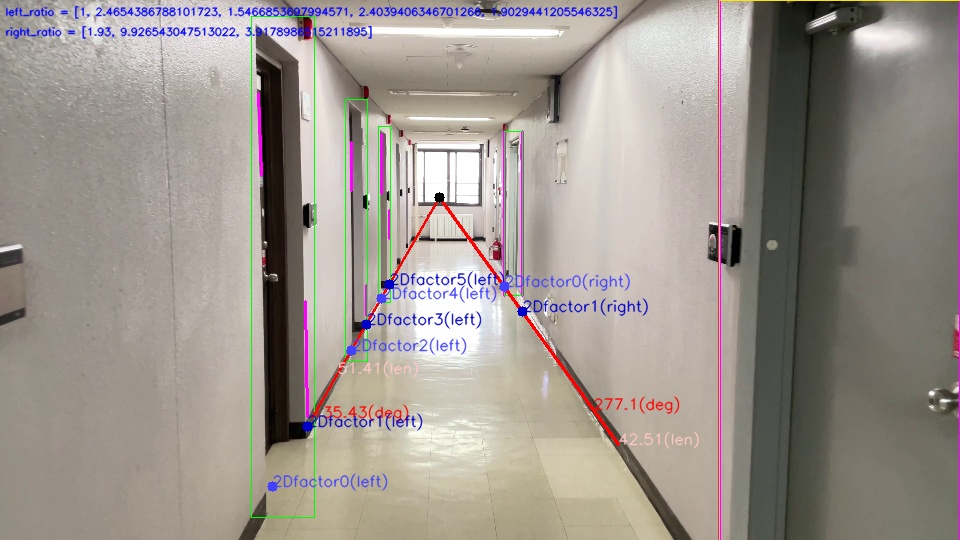 left_ratio = [1, 2.4654386788101723, 1.5466853697994571, 2.4039406346701266, 1.9029441205546325]
right_ratio = [1.93, 9.926543047513022, 3.9178986115211895]
2Dfactor5(left)
2Dfactor0(right)
2Dfactor4(left)
2Dfactor1(right)
2Dfactor3(left)
2Dfactor2(left)
51.41(len)
277.1(deg)
35.43(deg)
2Dfactor1(left)
42.51(len)
2Dfactor0(left)